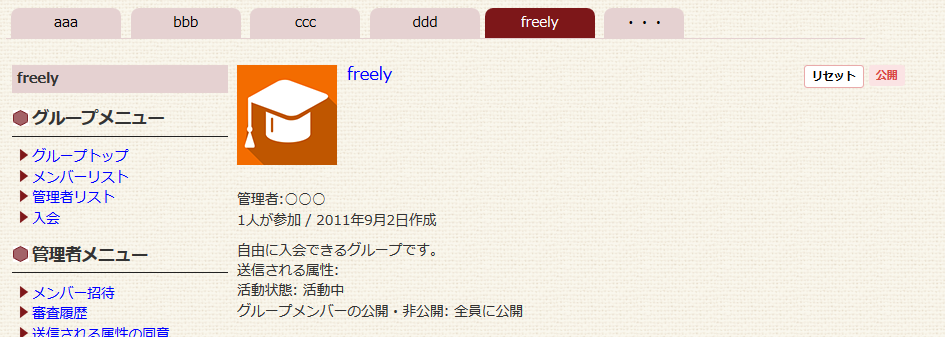 aaa
bbb
ccc
ddd
freely
・・・
freely
グループメニュー
グループトップ
メンバーリスト
管理者リスト
入会
管理者メニュー
メンバー招待
審査履歴
送信される属性の同意
freely
リセット
公開
管理者:○○○
1人が参加 / 2011年9月2日作成
自由に入会できるグループです。
送信される属性:
活動状態: 活動中
グループメンバーの公開・非公開: 全員に公開